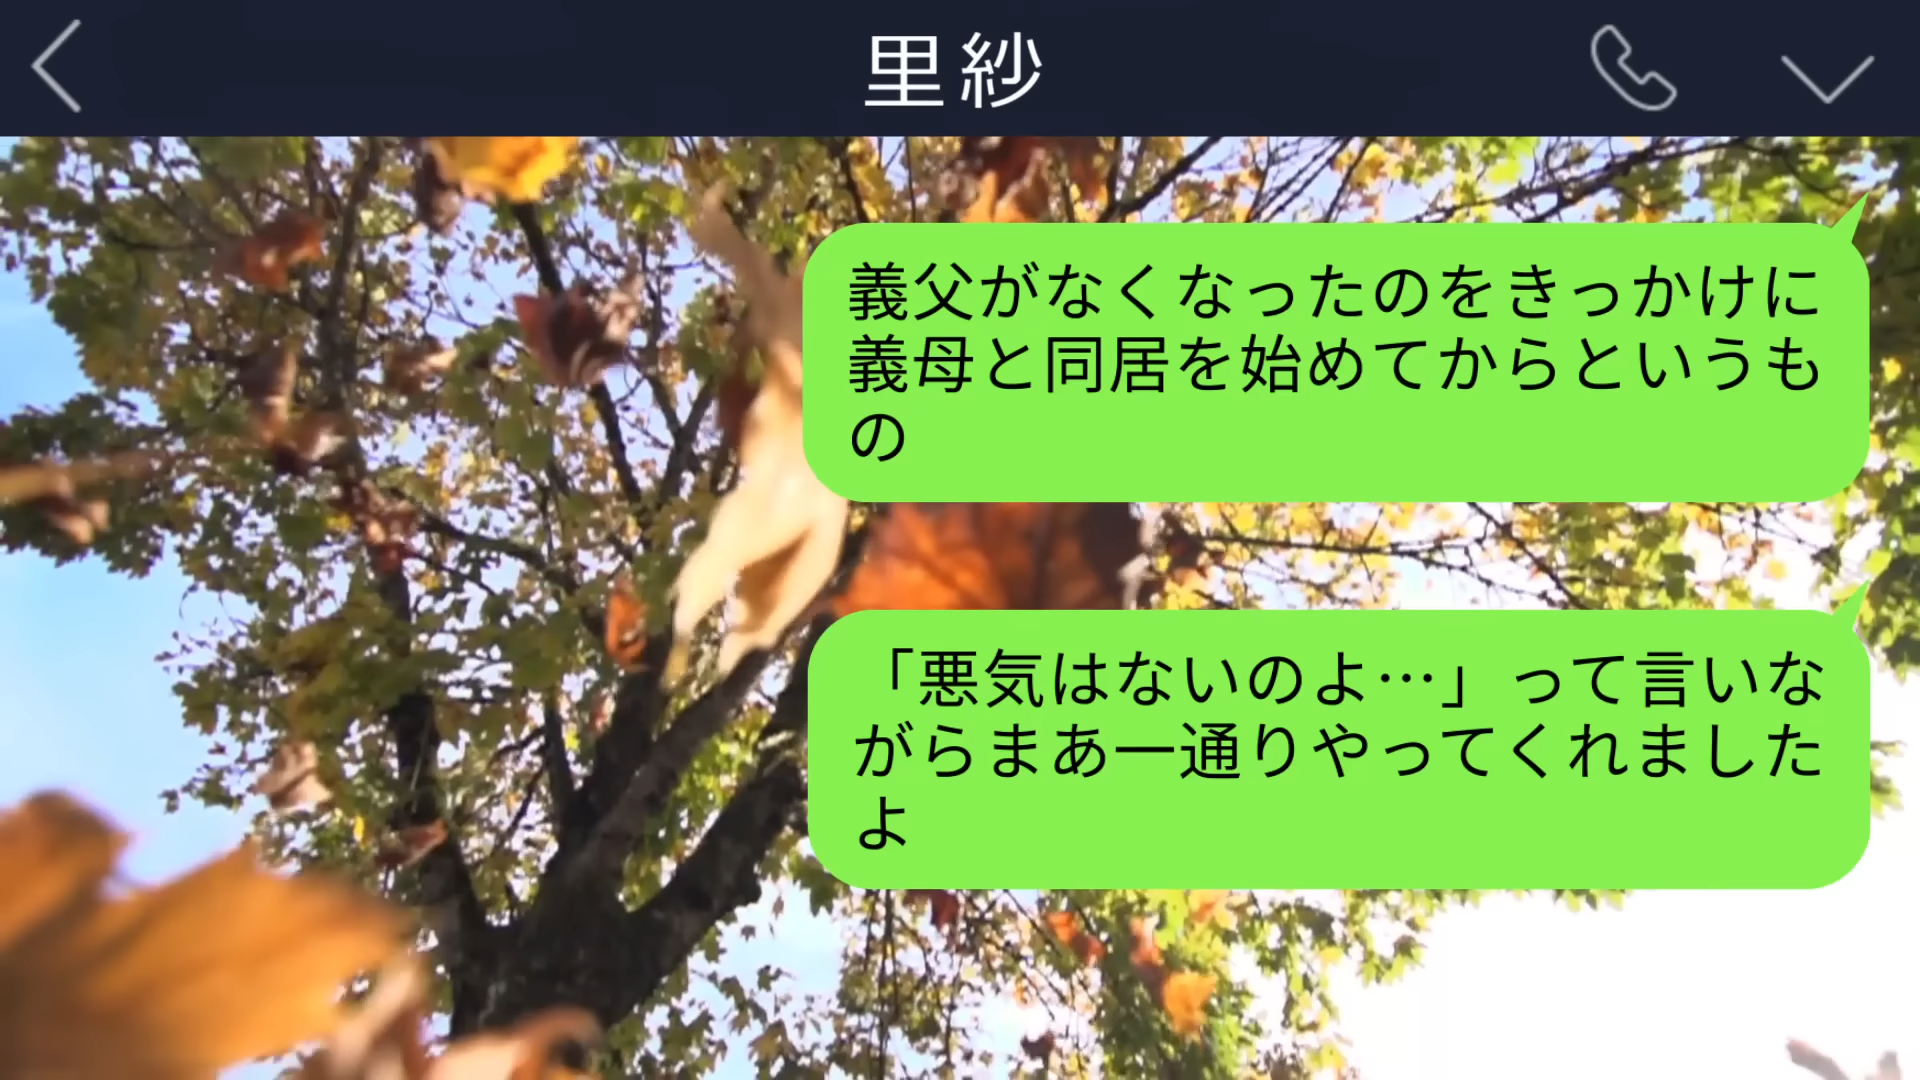 里紗
義父がなくなったのをきっかけに
義母と同居を始めてからというも
の
「悪気はないのよ…」って言いな
がらまあ一通りやってくれました
よ